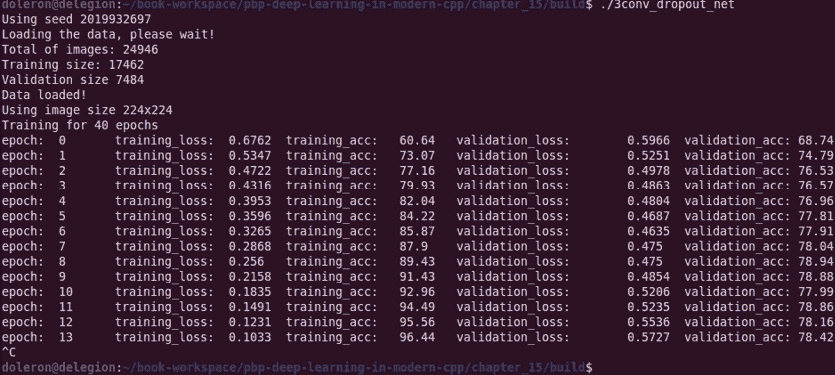 doleron@delegion:~/book-workspace/pbp-deep-learning-in-modern-cpp/chapter_15/build$ ./3conv_dropout_net
Using seed 2019932697
Loading the data, please wait!
Total of images: 24946
Training size: 17462
Validation size 7484
Data loaded!
Using image size 224x224
Training for 40 epochs
epoch: 0 training_loss: 0.6762 training_acc: 60.64 validation_loss: 0.5966 validation_acc: 68.74
epoch: 1 training_loss: 0.5347 training_acc: 73.07 validation_loss: 0.5251 validation_acc: 74.79
epoch: 2 training_loss: 0.4722 training_acc: 77.16 validation_loss: 0.4978 validation_acc: 76.53
epoch: 3 training_loss: 0.4316 training_acc: 79.93 validation_loss: 0.4863 validation_acc: 76.57
epoch: 4 training_loss: 0.3953 training_acc: 82.04 validation_loss: 0.4804 validation_acc: 76.96
epoch: 5 training_loss: 0.3596 training_acc: 84.22 validation_loss: 0.4687 validation_acc: 77.81
epoch: 6 training_loss: 0.3265 training_acc: 85.87 validation_loss: 0.4635 validation_acc: 77.91
epoch: 7 training_loss: 0.2868 training_acc: 87.9 validation_loss: 0.475 validation_acc: 78.04
epoch: 8 training_loss: 0.256 training_acc: 89.43 validation_loss: 0.475 validation_acc: 78.94
epoch: 9 training_loss: 0.2158 training_acc: 91.43 validation_loss: 0.4854 validation_acc: 78.88
epoch: 10 training_loss: 0.1835 training_acc: 92.96 validation_loss: 0.5206 validation_acc: 77.99
epoch: 11 training_loss: 0.1491 training_acc: 94.49 validation_loss: 0.5235 validation_acc: 78.86
epoch: 12 training_loss: 0.1231 training_acc: 95.56 validation_loss: 0.5536 validation_acc: 78.16
epoch: 13 training_loss: 0.1033 training_acc: 96.44 validation_loss: 0.5727 validation_acc: 78.42
^C
doleron@delegion:~/book-workspace/pbp-deep-learning-in-modern-cpp/chapter_15/build$